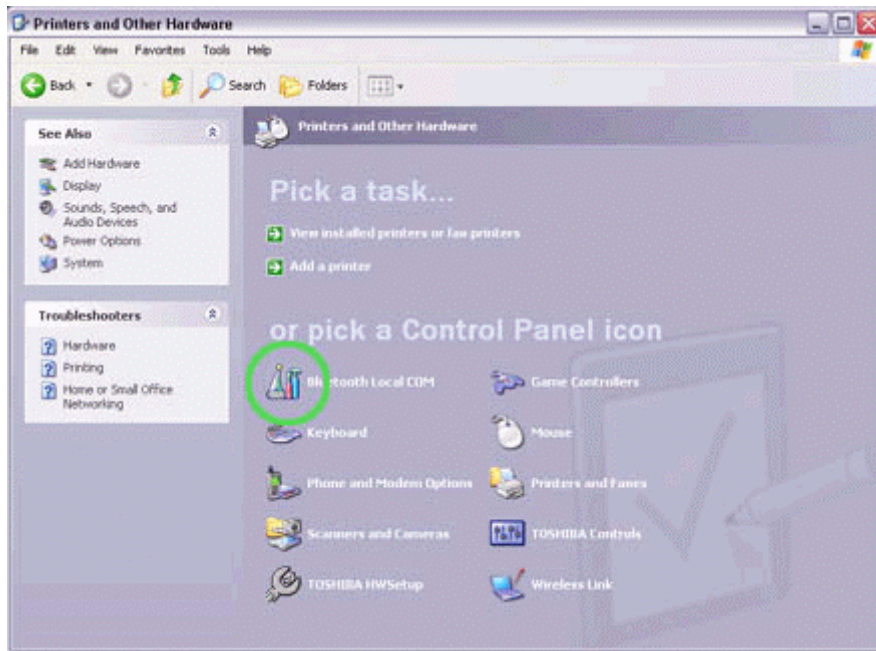 Printers and Other Hardware
File Edit View Favorites Tools Help
Back Search Folders
See Also
Add Hardware
Display
Sounds, Speech, and
Audio Devices
Power Options
System
Troubleshooters
Hardware
Printing
Home or Small Office
Networking
Printers and Other Hardware
Pick a task...
View installed printers or fax printers
Add a printer
or pick a Control Panel icon
Bluetooth Local COM
Game Controllers
Keyboard
Mouse
Phone and Modem Options
Printers and Faxes
Scanners and Cameras
TOSHIBA Controls
TOSHIBA HWSetup
Wireless Link